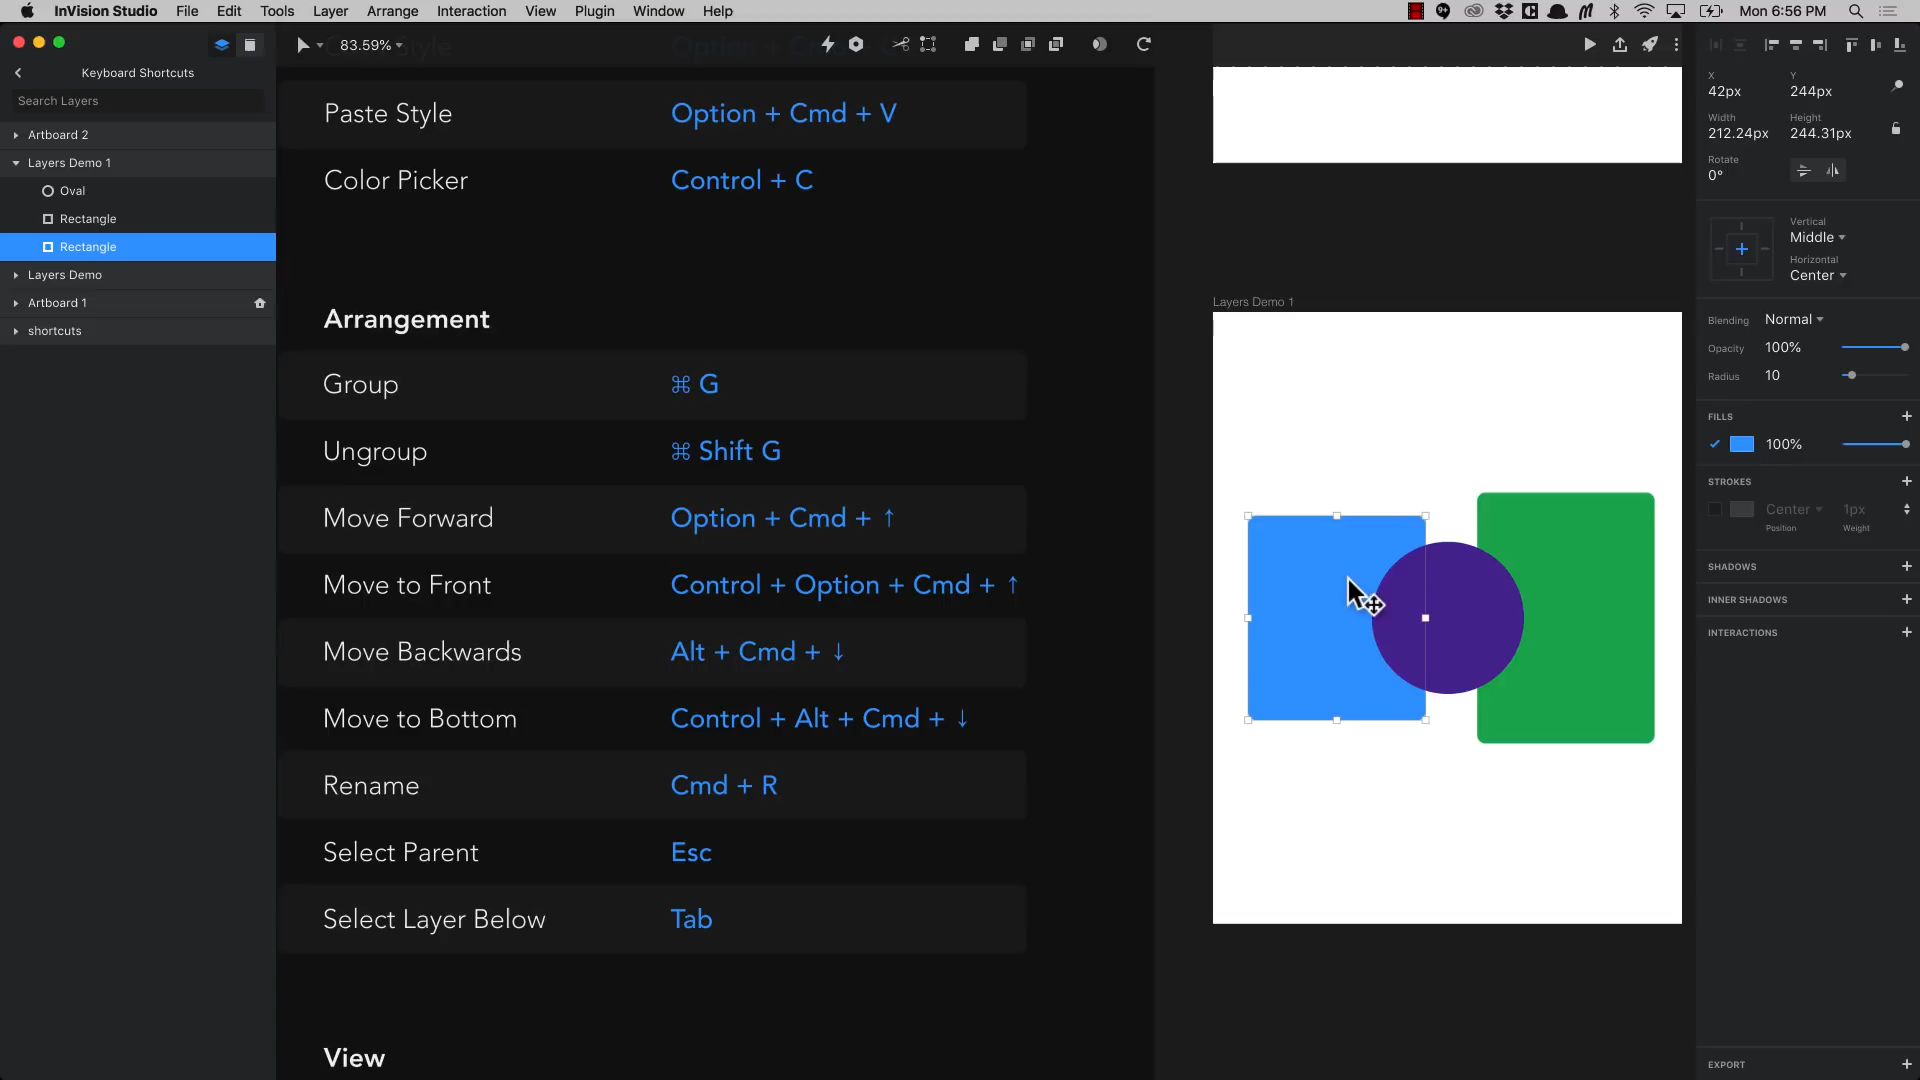 InVision Studio File Edit Tools Layer Arrange Interaction View Plugin Window Help Mon 6:56 PM
Keyboard Shortcuts
83.59%
Search Layers
Artboard 2
Layers Demo 1
Oval
Rectangle
Rectangle
Layers Demo
Artboard 1
shortcuts
Paste Style Option + Cmd + V
Color Picker Control + C
Arrangement
Group ⌘ G
Ungroup ⌘ Shift G
Move Forward Option + Cmd + ↑
Move to Front Control + Option + Cmd + ↑
Move Backwards Alt + Cmd + ↓
Move to Bottom Control + Alt + Cmd + ↓
Rename Cmd + R
Select Parent Esc
Select Layer Below Tab
View
Layers Demo 1
X Y
42px 244px
Width Height
212.24px 244.31px
Rotate
0°
Vertical
Middle
Horizontal
Center
Blending Normal
Opacity 100%
Radius 10
FILLS
100%
STROKES
Center 1px
Position Weight
SHADOWS
INNER SHADOWS
INTERACTIONS
EXPORT